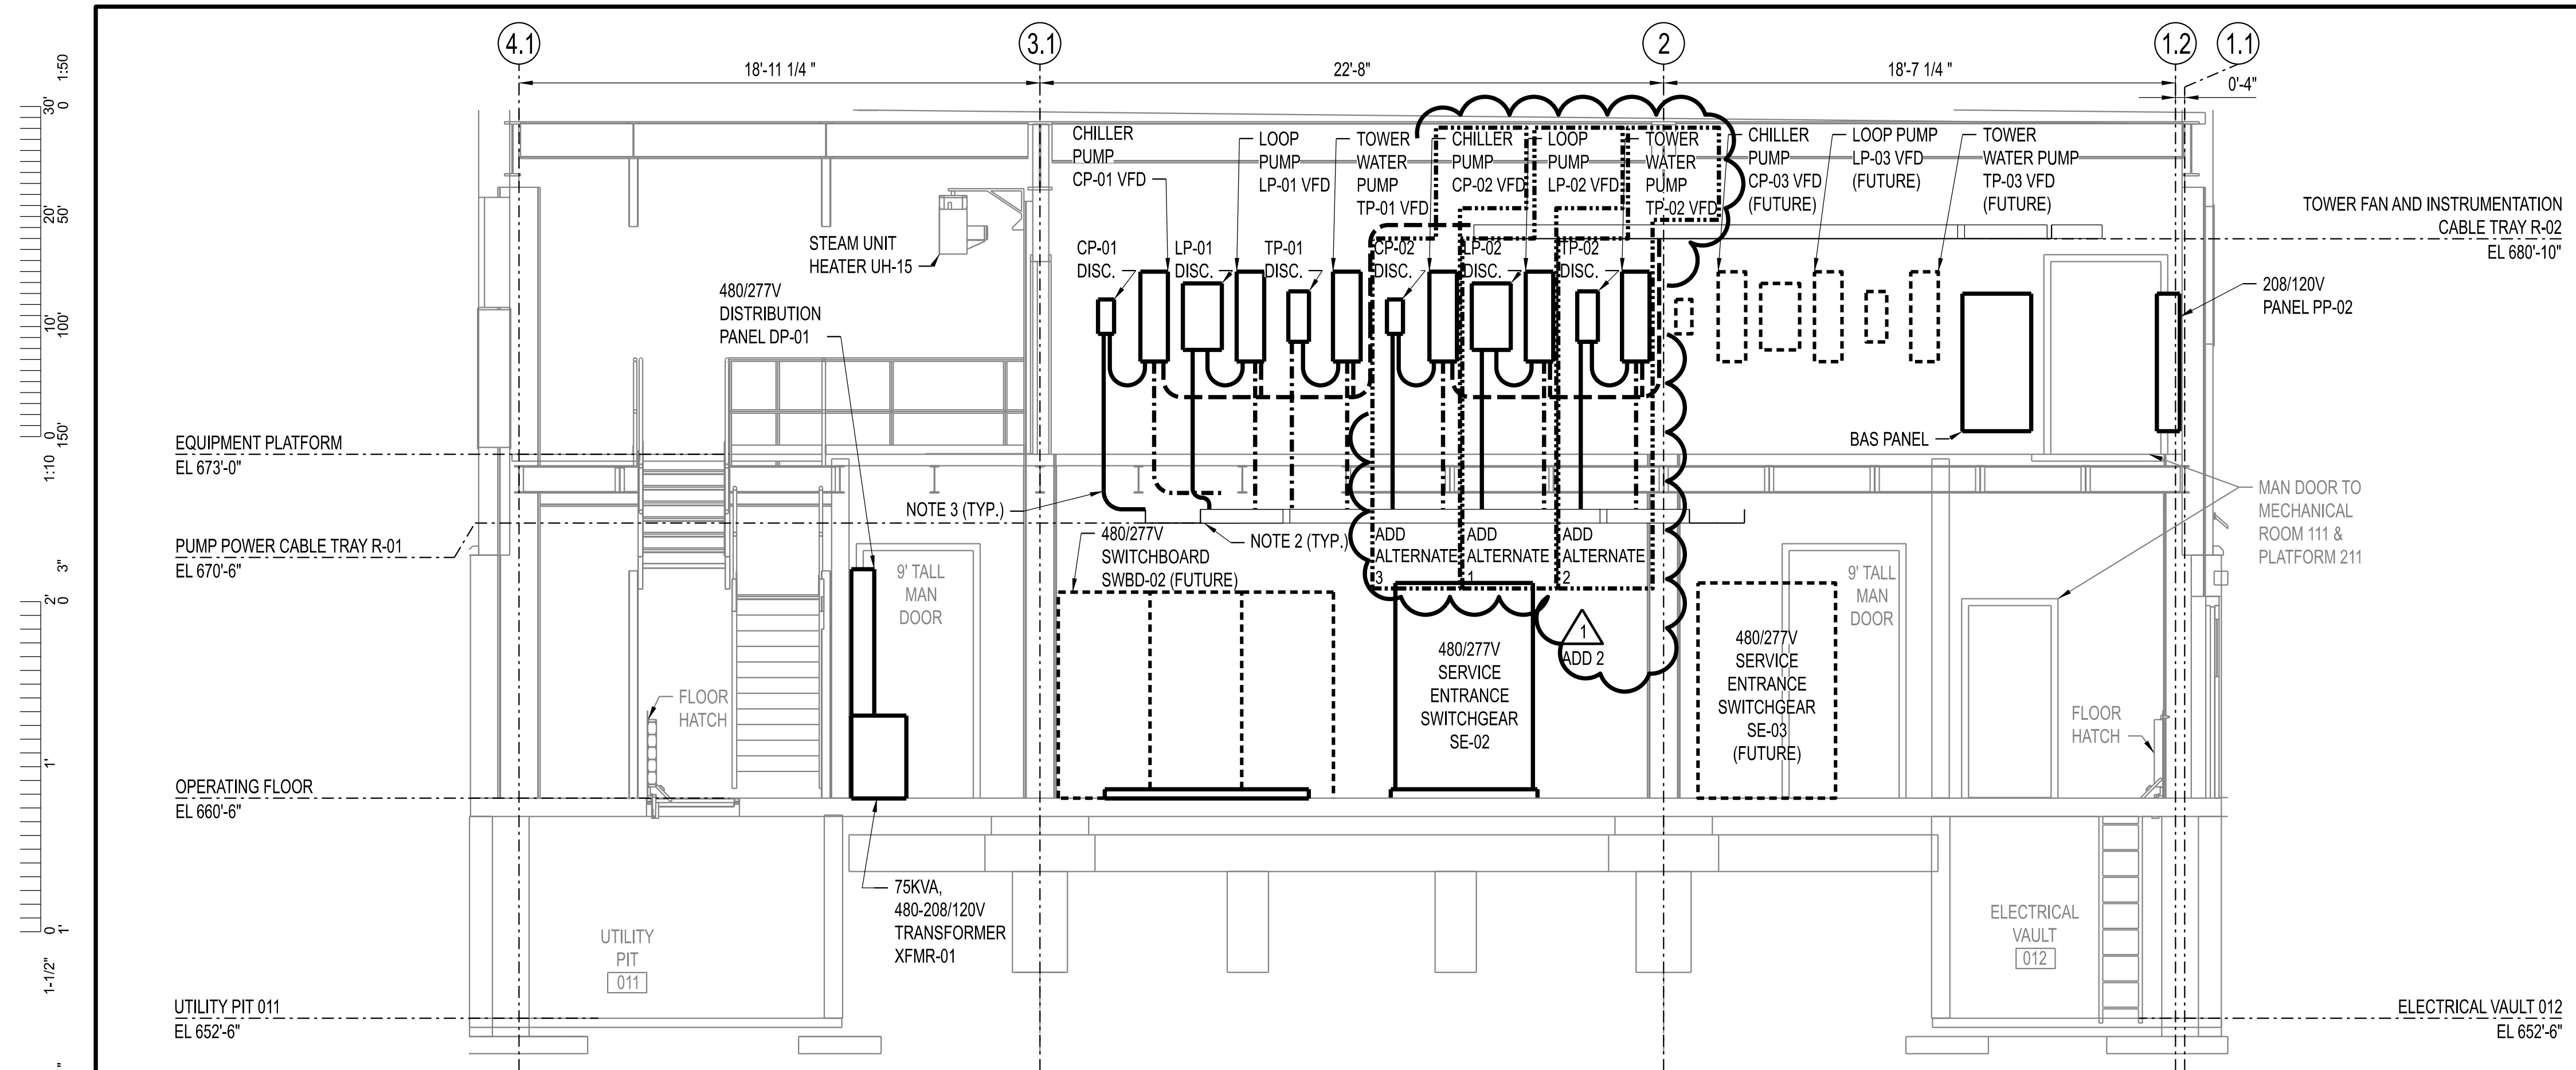 4.1
3.1
2
1.2
1.1
18'-11 1/4 "
22'-8"
18'-7 1/4 "
0'-4"
1:50
30'
0
20'
50'
10'
100'
0
150'
1:10
3"
2'
0
1'
0
1'
1-1/2"
CHILLER
PUMP
CP-01 VFD
LOOP
PUMP
LP-01 VFD
TOWER
WATER
PUMP
TP-01 VFD
CHILLER
PUMP
CP-02 VFD
LOOP
PUMP
LP-02 VFD
TOWER
WATER
PUMP
TP-02 VFD
CHILLER
PUMP
CP-03 VFD
(FUTURE)
LOOP PUMP
LP-03 VFD
(FUTURE)
TOWER
WATER PUMP
TP-03 VFD
(FUTURE)
TOWER FAN AND INSTRUMENTATION
CABLE TRAY R-02
EL 680'-10"
STEAM UNIT
HEATER UH-15
CP-01
DISC.
LP-01
DISC.
TP-01
DISC.
CP-02
DISC.
LP-02
DISC.
TP-02
DISC.
480/277V
DISTRIBUTION
PANEL DP-01
208/120V
PANEL PP-02
EQUIPMENT PLATFORM
EL 673'-0"
BAS PANEL
NOTE 3 (TYP.)
MAN DOOR TO
MECHANICAL
ROOM 111 &
PLATFORM 211
PUMP POWER CABLE TRAY R-01
EL 670'-6"
NOTE 2 (TYP.)
480/277V
SWITCHBOARD
SWBD-02 (FUTURE)
ADD
ALTERNATE
3
ADD
ALTERNATE
1
ADD
ALTERNATE
2
9' TALL
MAN
DOOR
9' TALL
MAN
DOOR
1
ADD 2
480/277V
SERVICE
ENTRANCE
SWITCHGEAR
SE-02
480/277V
SERVICE
ENTRANCE
SWITCHGEAR
SE-03
(FUTURE)
FLOOR
HATCH
FLOOR
HATCH
OPERATING FLOOR
EL 660'-6"
75KVA,
480-208/120V
TRANSFORMER
XFMR-01
UTILITY
PIT
011
ELECTRICAL
VAULT
012
UTILITY PIT 011
EL 652'-6"
ELECTRICAL VAULT 012
EL 652'-6"